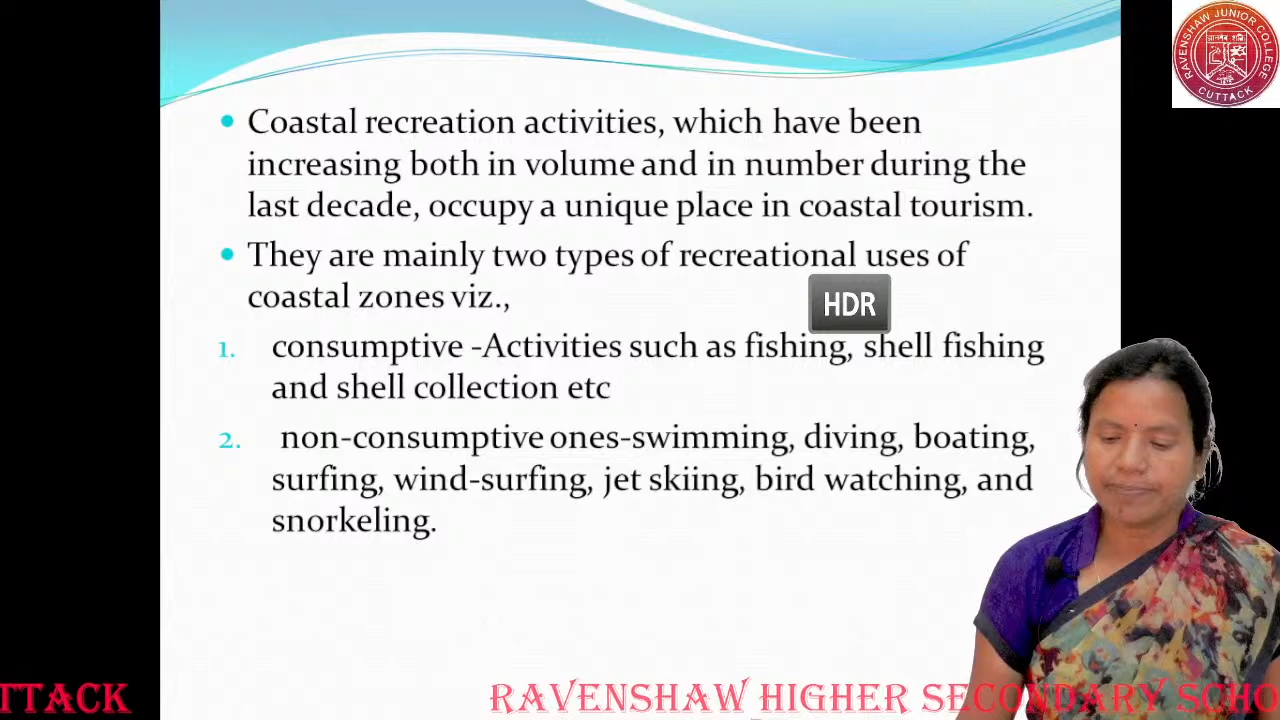 RAVENSHAW JUNIOR COLLEGE
CUTTACK
Coastal recreation activities, which have been
increasing both in volume and in number during the
last decade, occupy a unique place in coastal tourism.
They are mainly two types of recreational uses of
coastal zones viz.,
HDR
1. consumptive -Activities such as fishing, shell fishing
and shell collection etc
2. non-consumptive ones-swimming, diving, boating,
surfing, wind-surfing, jet skiing, bird watching, and
snorkeling.
TTACK RAVENSHAW HIGHER SECONDARY SCHO